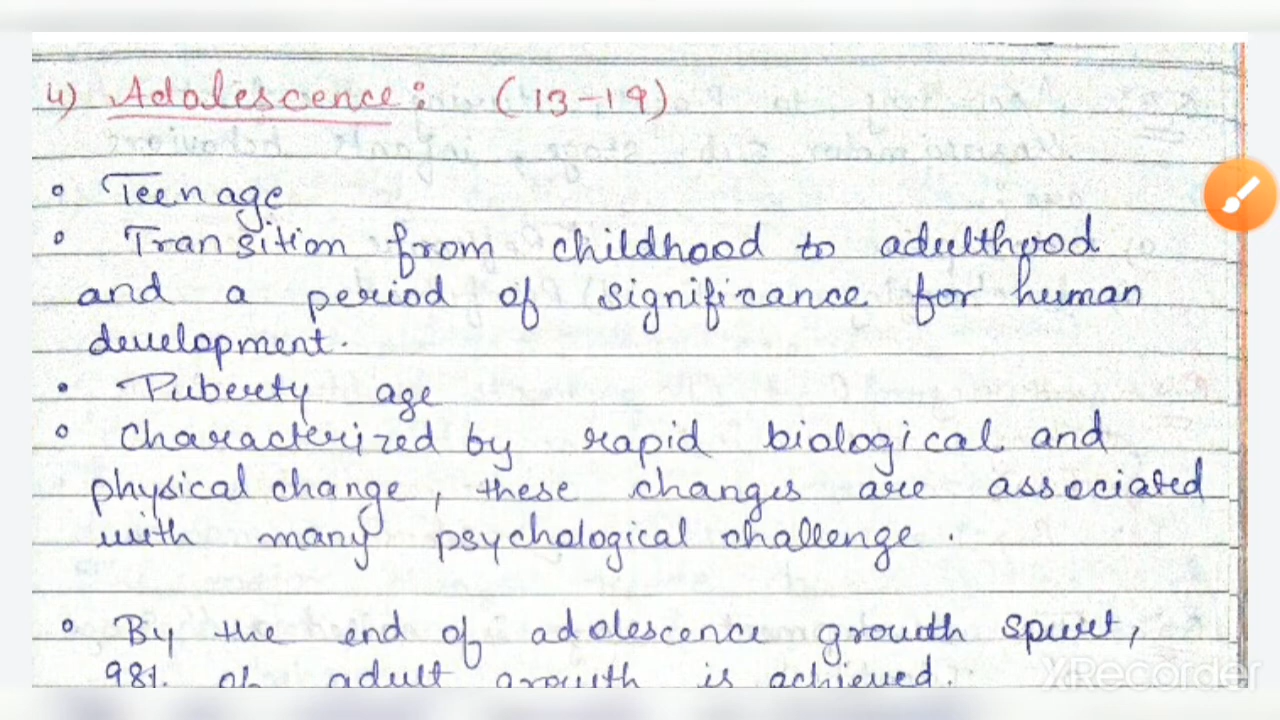 4) Adolescence : (13-19)
• Teenage
• Transition from childhood to adulthood
and a period of significance for human
development.
• Puberty age
• Characterized by rapid biological and
physical change, these changes are associated
with many psychological challenge.
• By the end of adolescence growth spurt,
98% of adult growth is achieved.
XRecorder